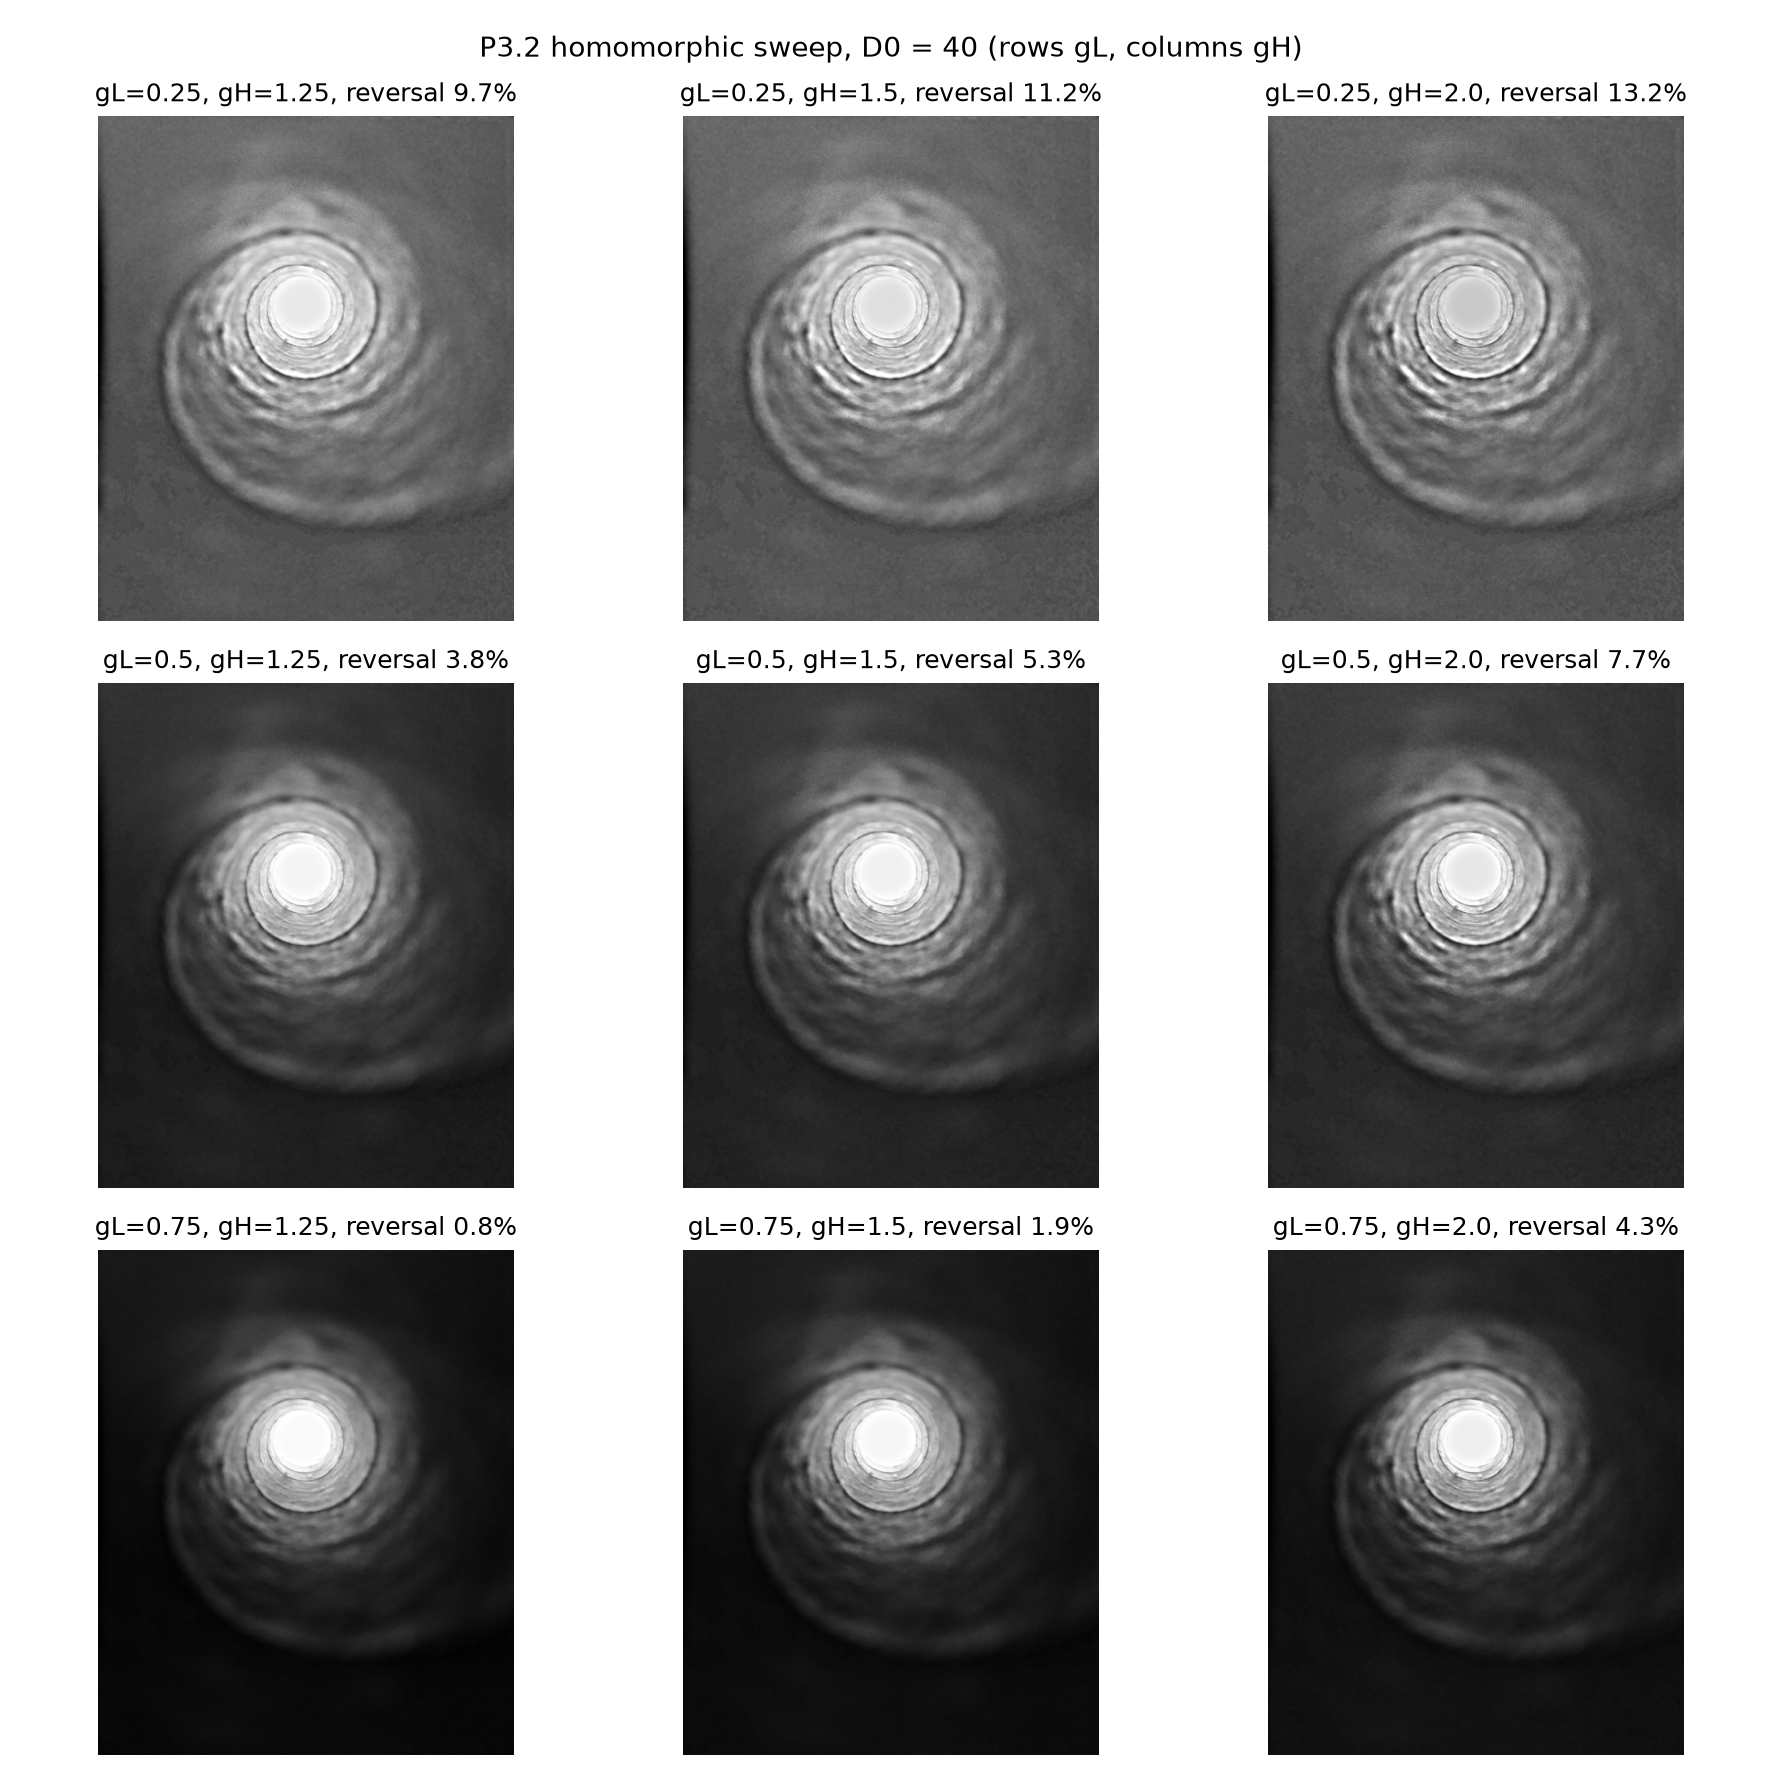 P3.2 homomorphic sweep, D0 = 40 (rows gL, columns gH)
gL=0.25, gH=1.25, reversal 9.7%
gL=0.25, gH=1.5, reversal 11.2%
gL=0.25, gH=2.0, reversal 13.2%
gL=0.5, gH=1.25, reversal 3.8%
gL=0.5, gH=1.5, reversal 5.3%
gL=0.5, gH=2.0, reversal 7.7%
gL=0.75, gH=1.25, reversal 0.8%
gL=0.75, gH=1.5, reversal 1.9%
gL=0.75, gH=2.0, reversal 4.3%